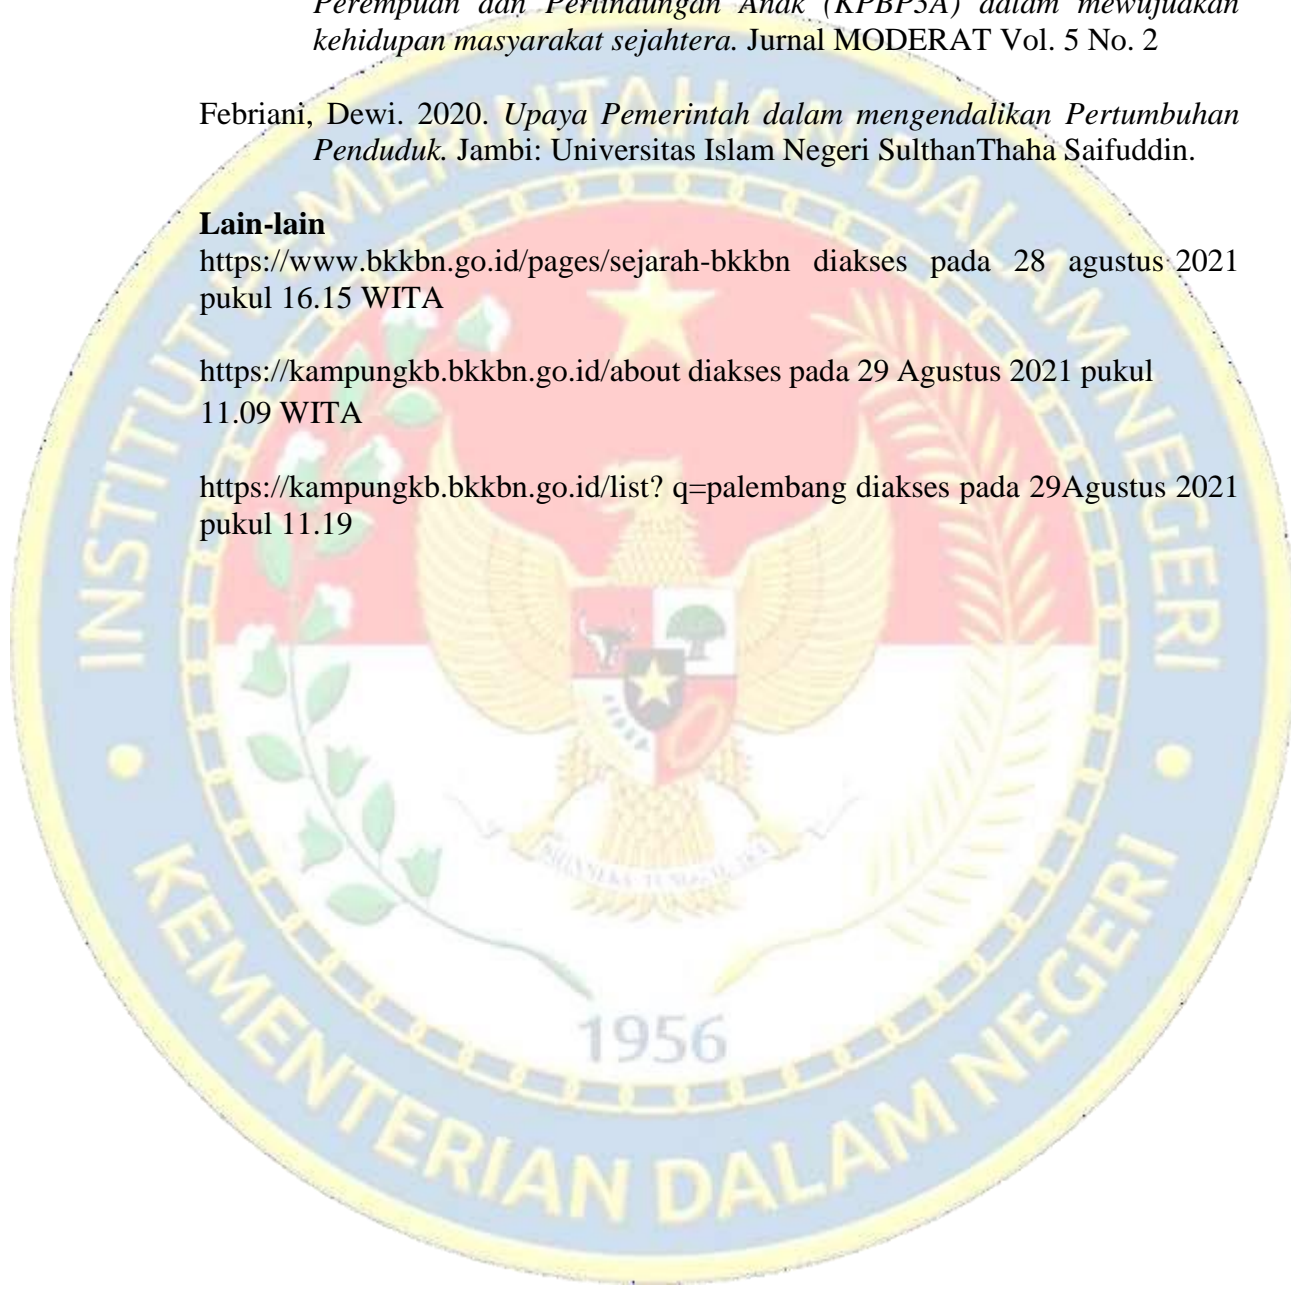 Perempuan dan Perlindungan Anak (KPBP3A) dalam mewujudkan
kehidupan masyarakat sejahtera. Jurnal MODERAT Vol. 5 No. 2
Febriani, Dewi. 2020. Upaya Pemerintah dalam mengendalikan Pertumbuhan
Penduduk. Jambi: Universitas Islam Negeri SulthanThaha Saifuddin.
Lain-lain
https://www.bkkbn.go.id/pages/sejarah-bkkbn diakses pada 28 agustus 2021
pukul 16.15 WITA
https://kampungkb.bkkbn.go.id/about diakses pada 29 Agustus 2021 pukul
11.09 WITA
https://kampungkb.bkkbn.go.id/list? q=palembang diakses pada 29Agustus 2021
pukul 11.19
INSTITUT PEMERINTAHAN DALAM NEGERI
BHINNEKA TUNGGAL IKA
1956
KEMENTERIAN DALAM NEGERI